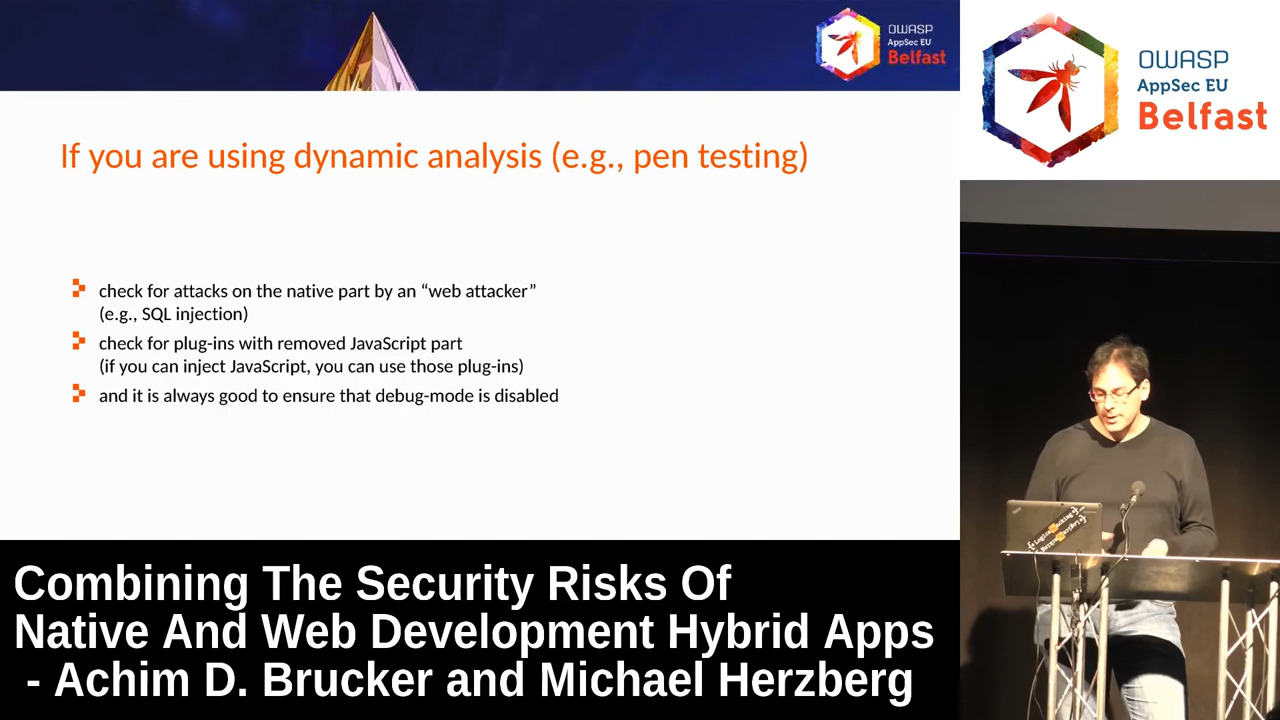 OWASP
AppSec EU
Belfast
OWASP
AppSec EU
Belfast
If you are using dynamic analysis (e.g., pen testing)
check for attacks on the native part by an “web attacker”
(e.g., SQL injection)
check for plug-ins with removed JavaScript part
(if you can inject JavaScript, you can use those plug-ins)
and it is always good to ensure that debug-mode is disabled
Combining The Security Risks Of
Native And Web Development Hybrid Apps
- Achim D. Brucker and Michael Herzberg